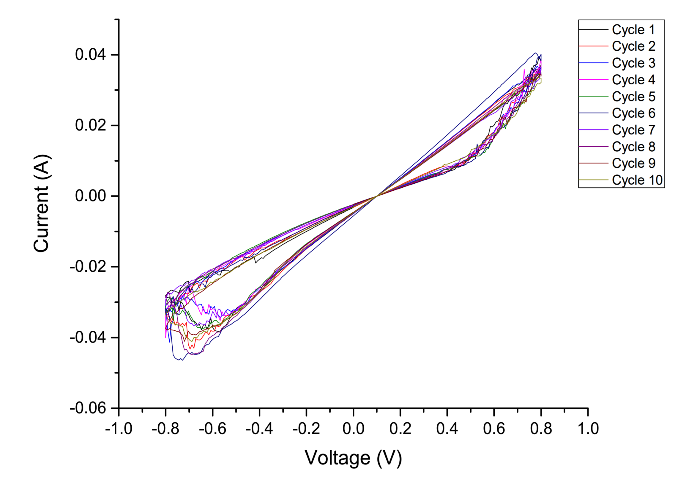 0.04
0.02
0.00
-0.02
-0.04
-0.06
Current (A)
-1.0 -0.8 -0.6 -0.4 -0.2 0.0 0.2 0.4 0.6 0.8 1.0
Voltage (V)
Cycle 1
Cycle 2
Cycle 3
Cycle 4
Cycle 5
Cycle 6
Cycle 7
Cycle 8
Cycle 9
Cycle 10